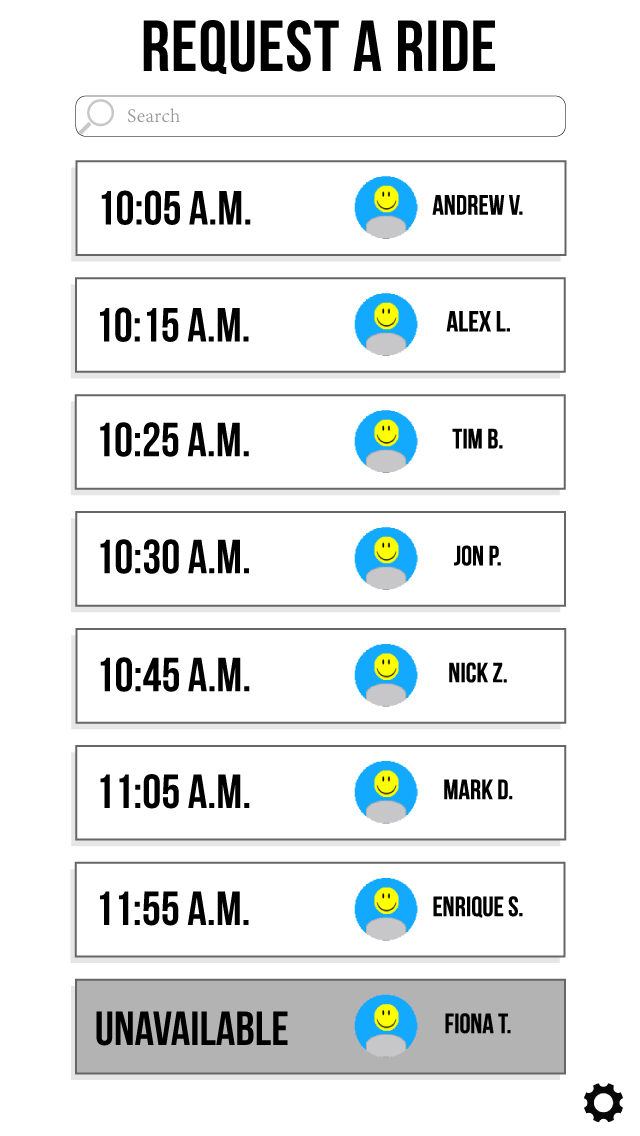 REQUEST A RIDE
Search
10:05 A.M. ANDREW V.
10:15 A.M. ALEX L.
10:25 A.M. TIM B.
10:30 A.M. JON P.
10:45 A.M. NICK Z.
11:05 A.M. MARK D.
11:55 A.M. ENRIQUE S.
UNAVAILABLE FIONA T.